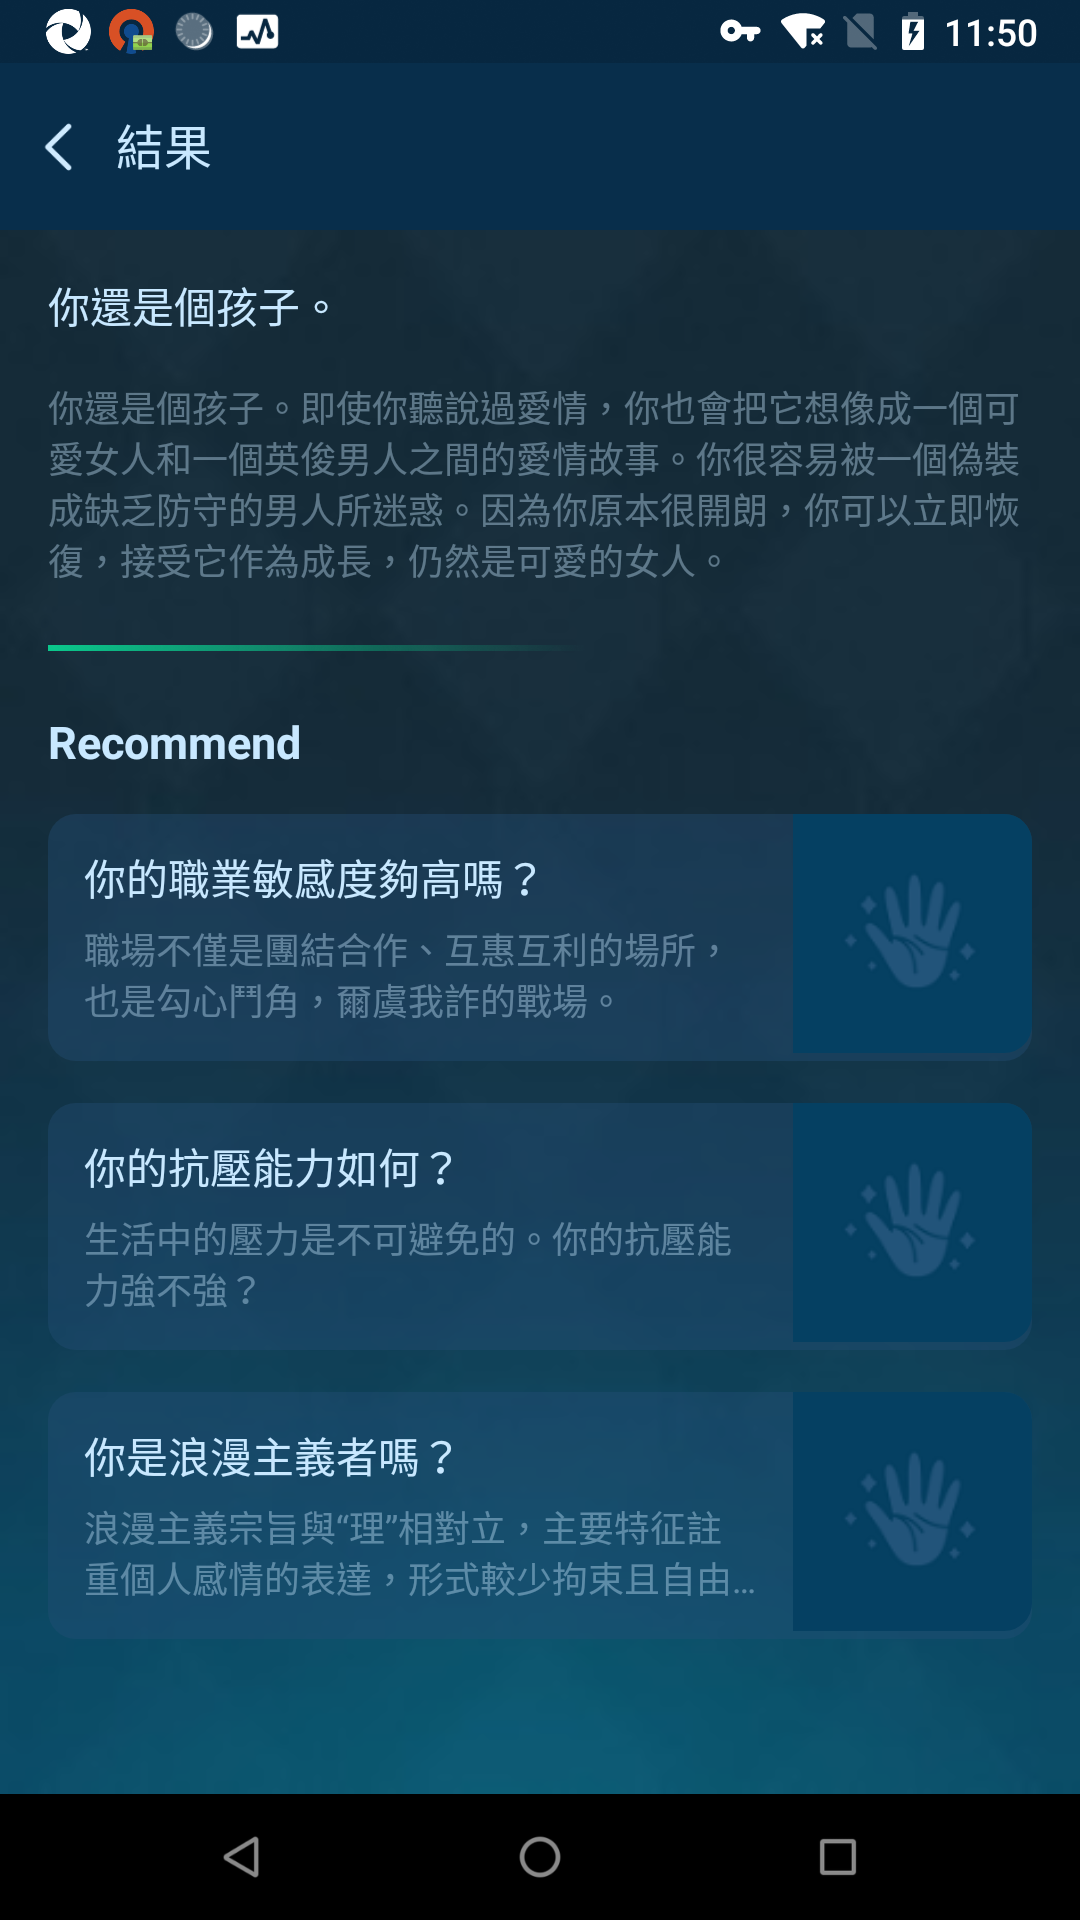 11:50
結果
你還是個孩子。
你還是個孩子。即使你聽說過愛情，你也會把它想像成一個可
愛女人和一個英俊男人之間的愛情故事。你很容易被一個偽裝
成缺乏防守的男人所迷惑。因為你原本很開朗，你可以立即恢
復，接受它作為成長，仍然是可愛的女人。
Recommend
你的職業敏感度夠高嗎？
職場不僅是團結合作、互惠互利的場所，
也是勾心鬥角，爾虞我詐的戰場。
你的抗壓能力如何？
生活中的壓力是不可避免的。你的抗壓能
力強不強？
你是浪漫主義者嗎？
浪漫主義宗旨與“理”相對立，主要特征註
重個人感情的表達，形式較少拘束且自由...